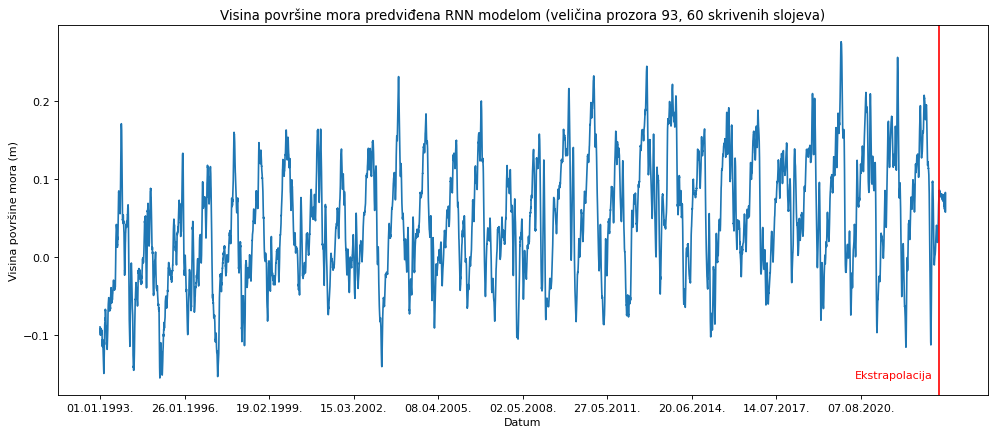 Visina površine mora predviđena RNN modelom (veličina prozora 93, 60 skrivenih slojeva)
Visina površine mora (m)
0.2
0.1
0.0
−0.1
Ekstrapolacija
01.01.1993. 26.01.1996. 19.02.1999. 15.03.2002. 08.04.2005. 02.05.2008. 27.05.2011. 20.06.2014. 14.07.2017. 07.08.2020.
Datum